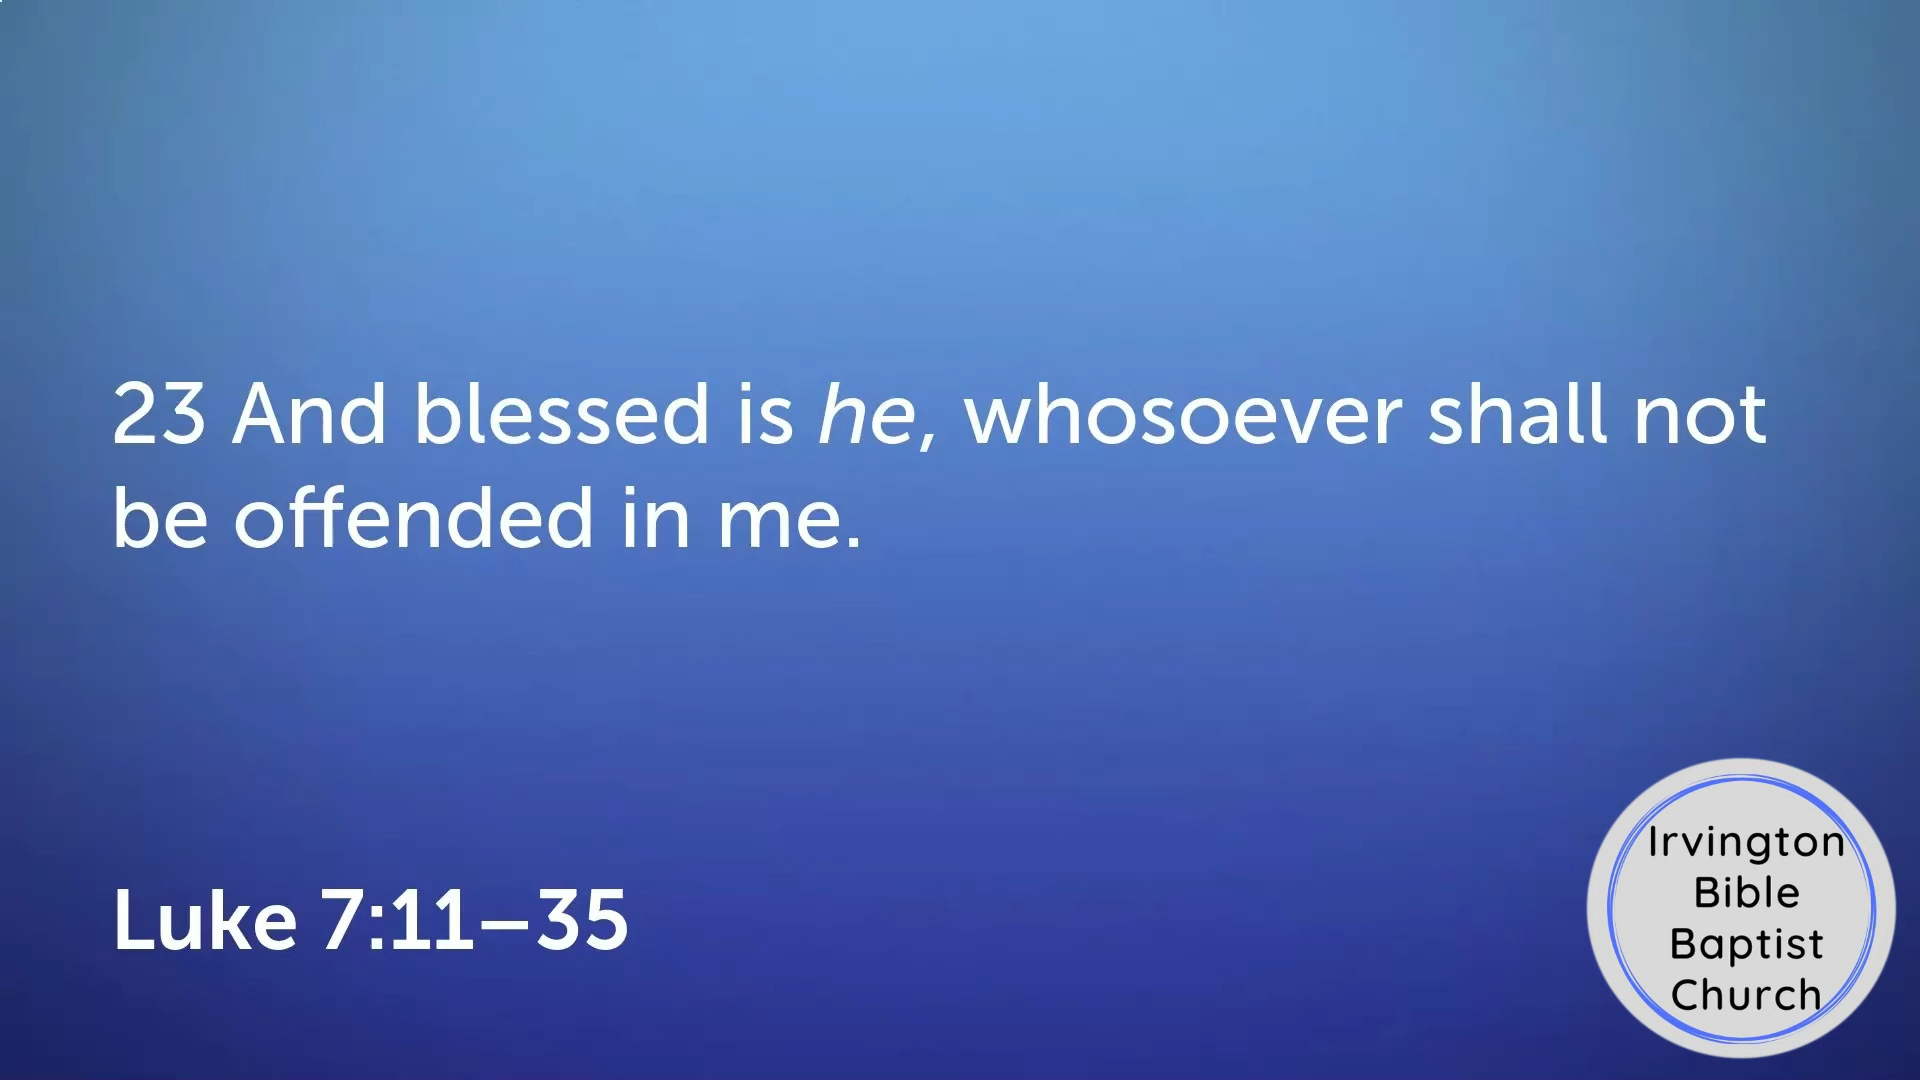 23 And blessed is he, whosoever shall not
be offended in me.
Luke 7:11–35
Irvington
Bible
Baptist
Church